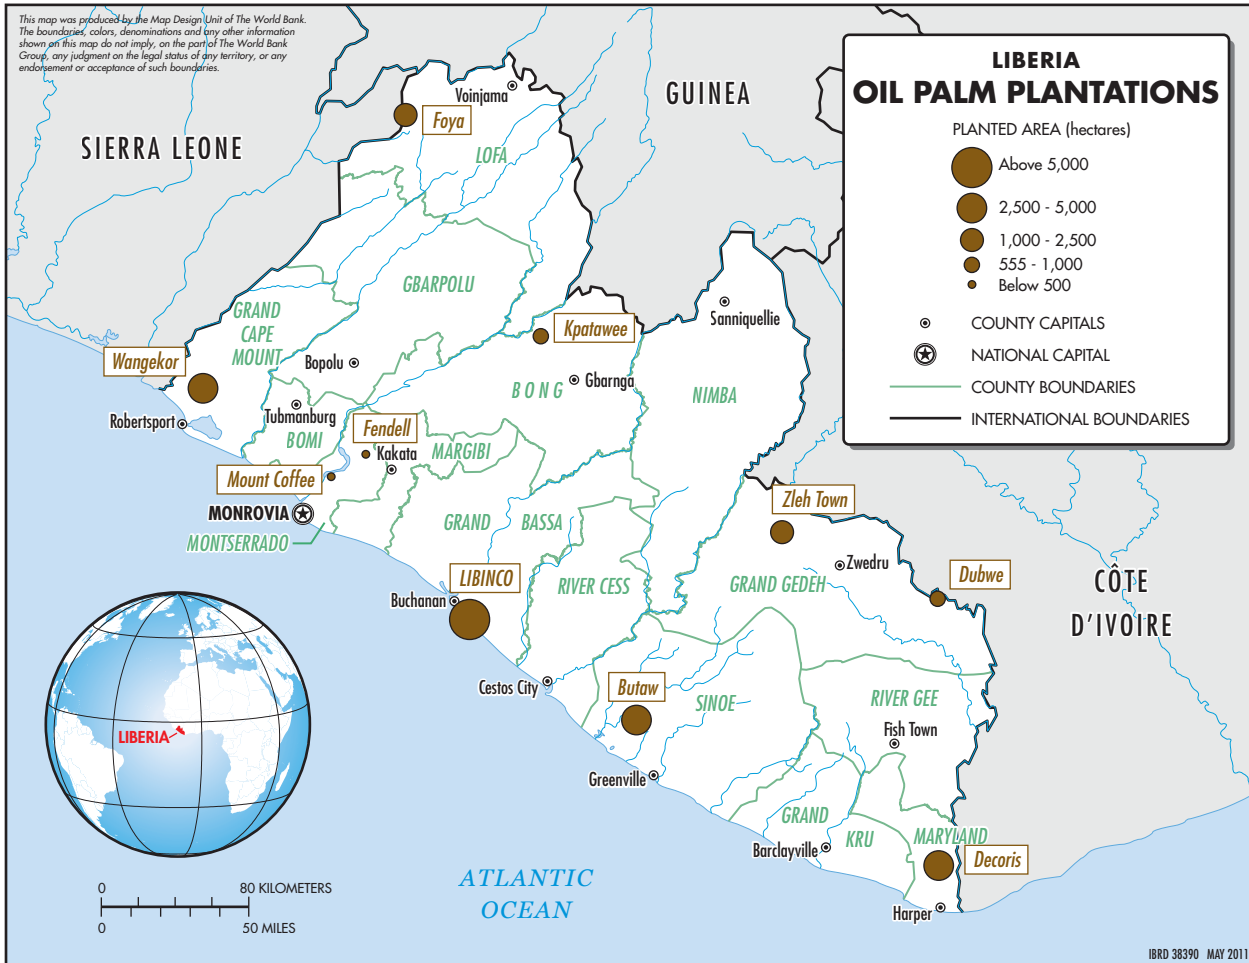 This map was produced by the Map Design Unit of The World Bank.
The boundaries, colors, denominations and any other information
shown on this map do not imply, on the part of The World Bank
Group, any judgment on the legal status of any territory, or any
endorsement or acceptance of such boundaries.
LIBERIA
OIL PALM PLANTATIONS
PLANTED AREA (hectares)
Above 5,000
2,500 - 5,000
1,000 - 2,500
555 - 1,000
Below 500
COUNTY CAPITALS
NATIONAL CAPITAL
COUNTY BOUNDARIES
INTERNATIONAL BOUNDARIES
GUINEA
SIERRA LEONE
CÔTE
D'IVOIRE
Voinjama
Foya
LOFA
GBARPOLU
GRAND
CAPE
MOUNT
Kpatawee
Sanniquellie
Wangekor
Bopolu
BONG
Gbarnga
NIMBA
Robertsport
Tubmanburg
BOMI
Fendell
Kakata
MARGIBI
Mount Coffee
MONROVIA
MONTSERRADO
GRAND
BASSA
Zleh Town
Zwedru
GRAND GEDEH
Dubwe
LIBINCO
Buchanan
RIVER CESS
Cestos City
Butaw
SINOE
RIVER GEE
Fish Town
Greenville
GRAND
KRU
Barclayville
MARYLAND
Decoris
Harper
LIBERIA
ATLANTIC
OCEAN
0 80 KILOMETERS
0 50 MILES
IBRD 38390 MAY 2011